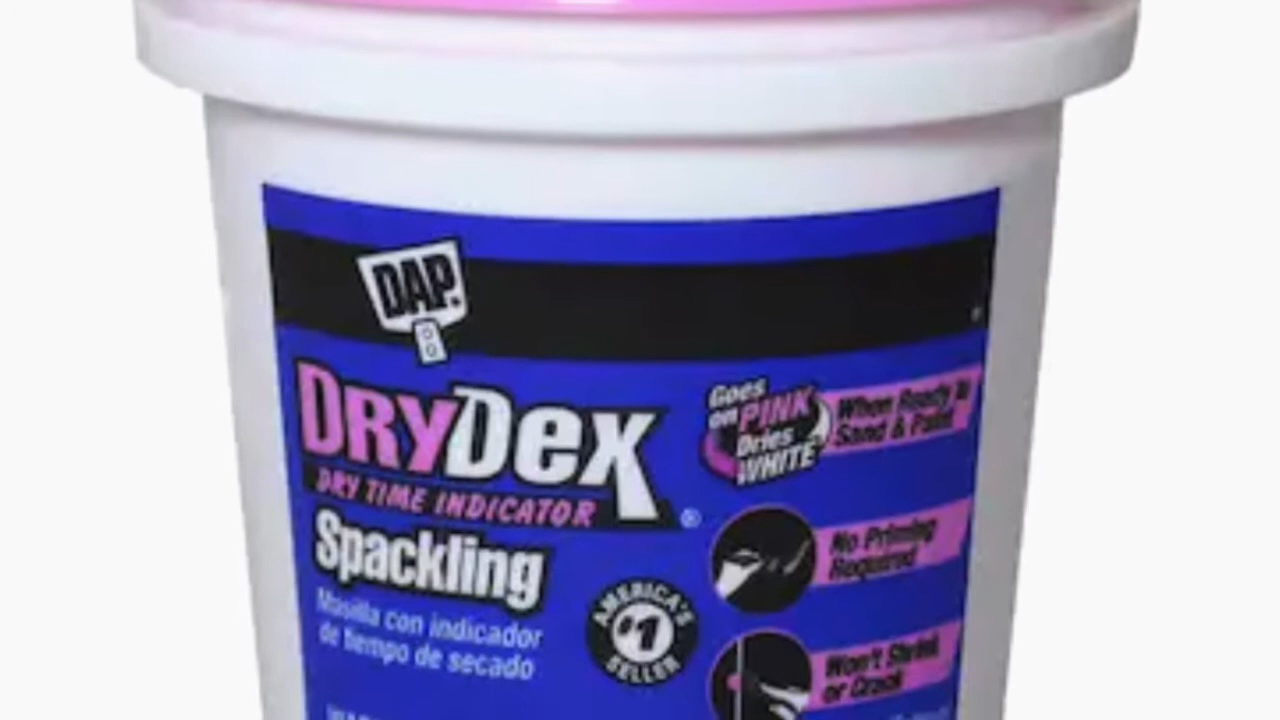 DAP.
DRYDex
DRY TIME INDICATOR
®
Spackling
Masilla con indicador
de tiempo de secado
AMERICA'S
#1
SELLER
Goes
on PINK
Dries
WHITE
When Ready To
Sand & Paint
No Priming
Required
Won't Shrink
or Crack